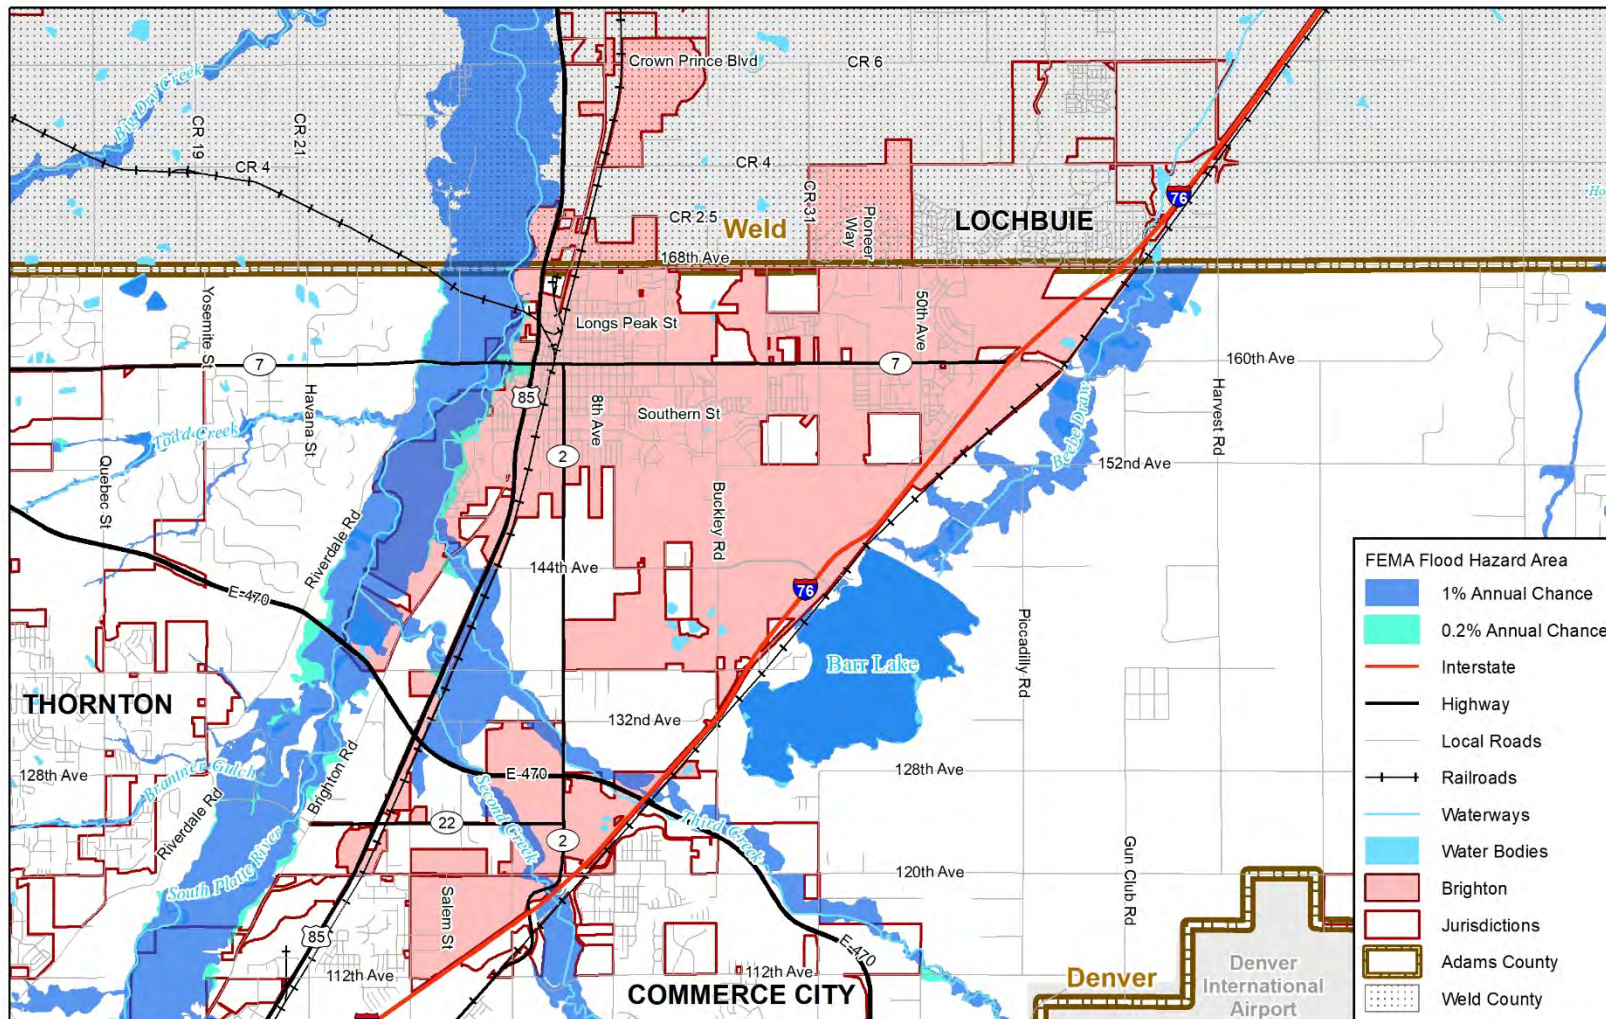 Crown Prince Blvd
CR 6
Big Dry Creek
CR 19
CR 21
CR 4
CR 4
76
CR 31
Pioneer
Way
CR 2.5
Weld
LOCHBUIE
168th Ave
Yosemite St
Longs Peak St
50th Ave
7
7
160th Ave
Havana St
85
8th Ave
Southern St
Todd Creek
Beebe Draw
Harvest Rd
Quebec St
2
152nd Ave
Buckley Rd
Riverdale Rd
144th Ave
E-470
76
Piccadilly Rd
Barr Lake
THORNTON
132nd Ave
128th Ave
Brantner Gulch
Brighton Rd
E-470
128th Ave
Riverdale Rd
22
Second Creek
2
Third Creek
Gun Club Rd
South Platte River
120th Ave
Salem St
85
E-470
112th Ave
112th Ave
COMMERCE CITY
Denver
Denver
International
Airport
FEMA Flood Hazard Area
1% Annual Chance
0.2% Annual Chance
Interstate
Highway
Local Roads
Railroads
Waterways
Water Bodies
Brighton
Jurisdictions
Adams County
Weld County